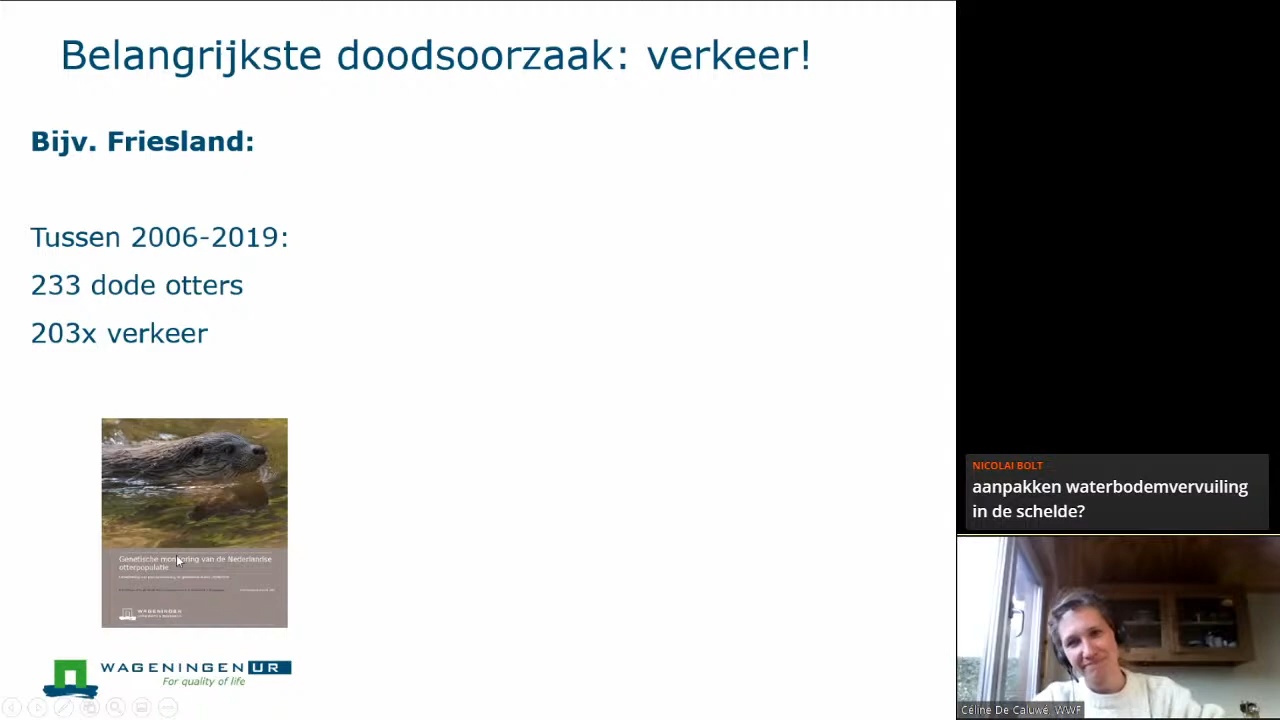 Belangrijkste doodsoorzaak: verkeer!
Bijv. Friesland:
Tussen 2006-2019:
233 dode otters
203x verkeer
Genetische monitoring van de Nederlandse
otterpopulatie
WAGENINGEN
WAGENINGEN UR
For quality of life
NICOLAI BOLT
aanpakken waterbodemvervuiling
in de schelde?
Céline De Caluwé, WWF